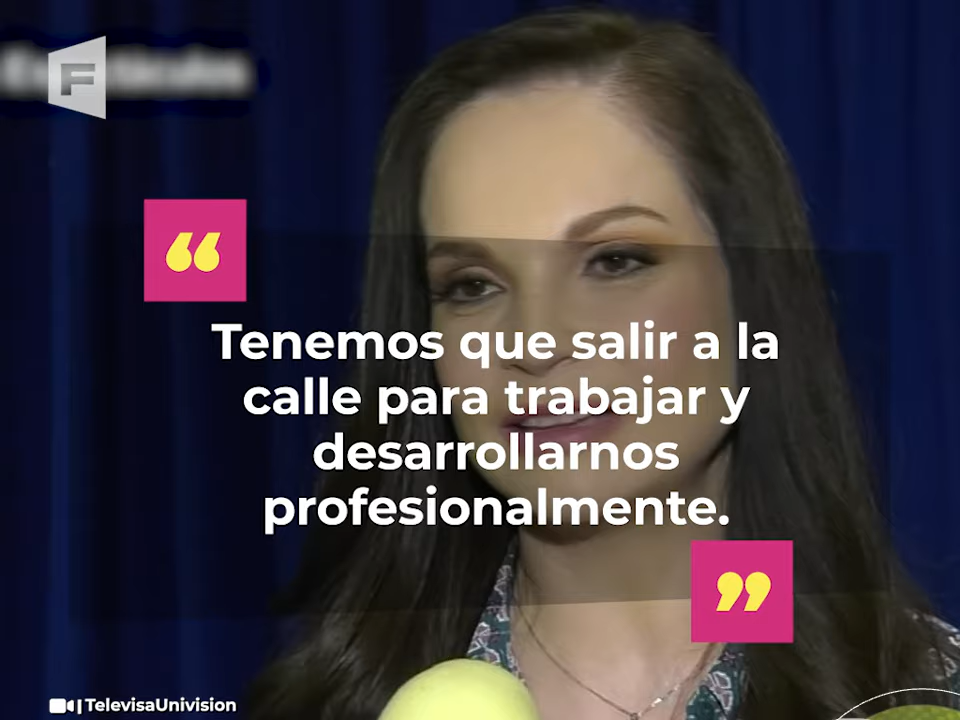 F
“
Tenemos que salir a la
calle para trabajar y
desarrollarnos
profesionalmente.
”
TelevisaUnivision